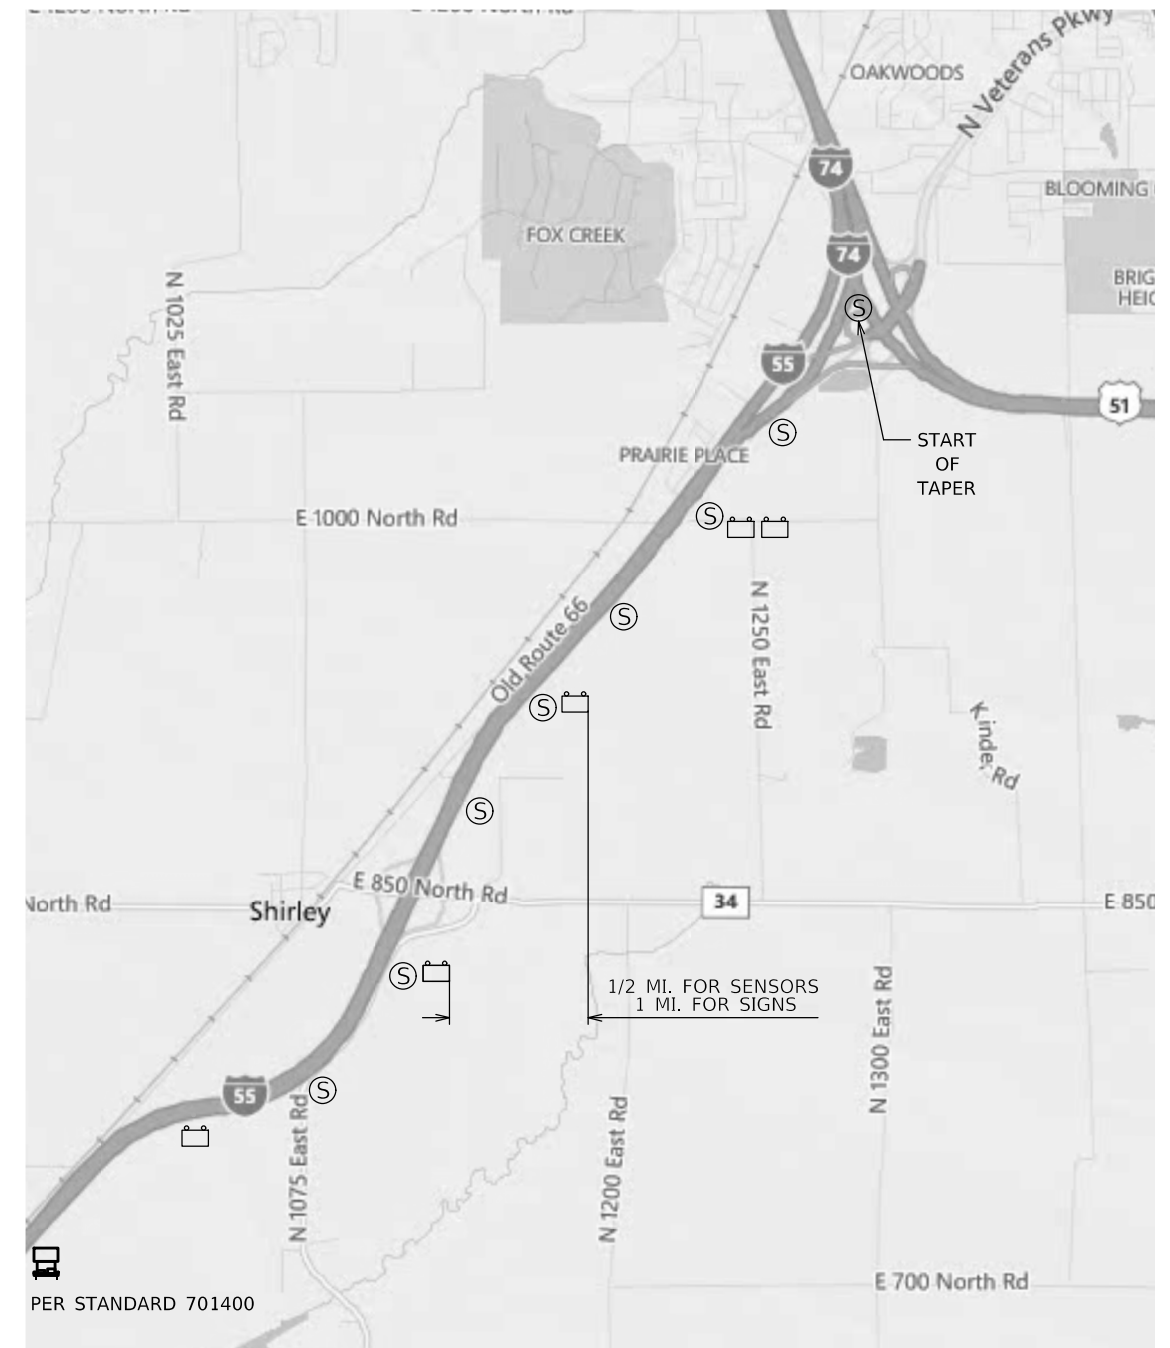 OAKWOODS
N Veterans Pkwy
74
BLOOMING
FOX CREEK
74
BRIG
HEIG
N 1025 East Rd
S
55
51
S
START
OF
TAPER
PRAIRIE PLACE
E 1000 North Rd
S
N 1250 East Rd
Old Route 66
S
S
Kinder Rd
S
E 850 North Rd
North Rd
Shirley
34
E 850
S
1/2 MI. FOR SENSORS
1 MI. FOR SIGNS
N 1300 East Rd
55
S
N 1075 East Rd
N 1200 East Rd
E 700 North Rd
PER STANDARD 701400